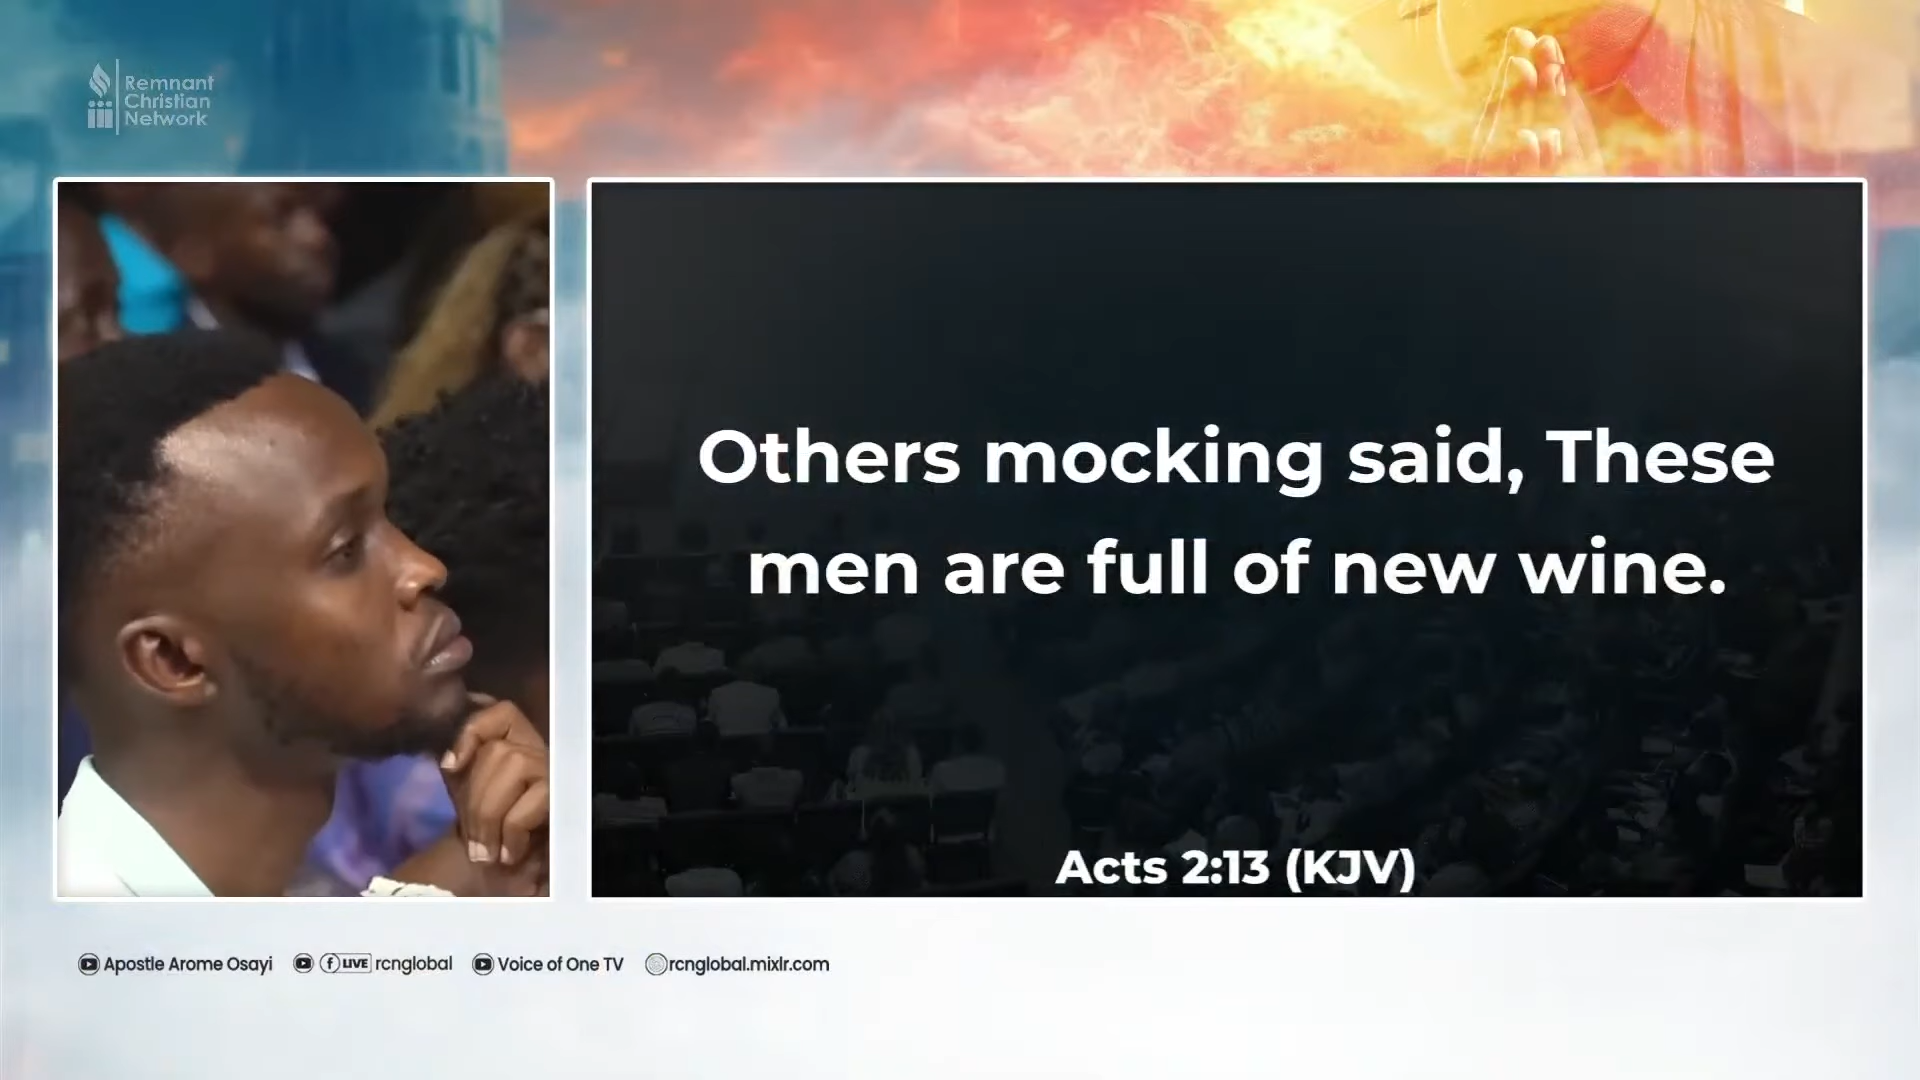 Remnant
Christian
Network
Others mocking said, These
men are full of new wine.
Acts 2:13 (KJV)
Apostle Arome Osayi
f LIVE rcnglobal
Voice of One TV
rcnglobal.mixlr.com